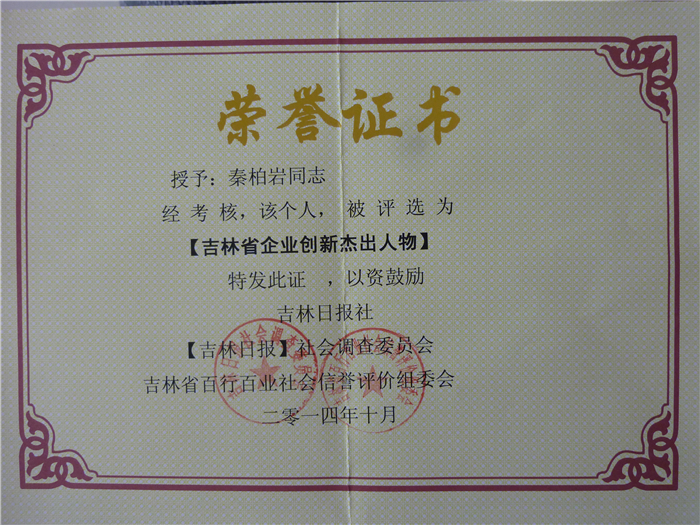 荣誉证书
授予：秦柏岩同志
经考核，该个人，被评选为
【吉林省企业创新杰出人物】
特发此证 ，以资鼓励
吉林日报社
【吉林日报】社会调查委员会
吉林省百行百业社会信誉评价组委会
二零一四年十月